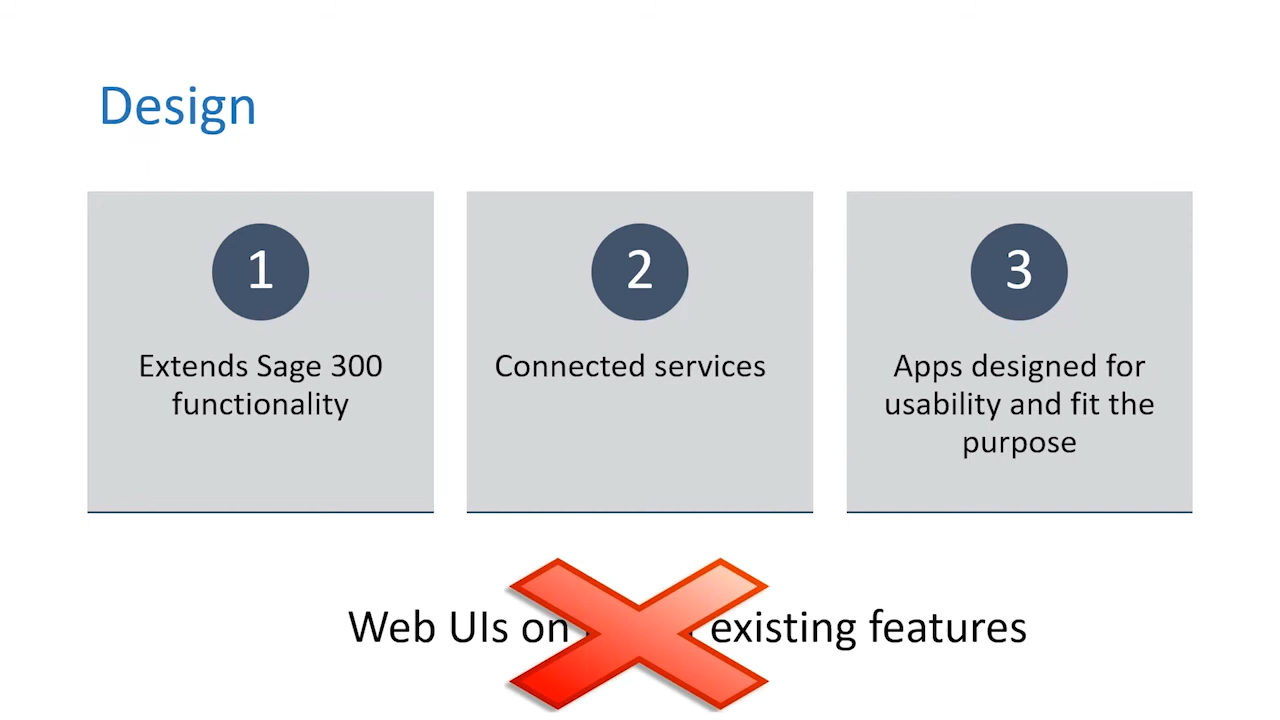 Design
1
Extends Sage 300
functionality
2
Connected services
3
Apps designed for
usability and fit the
purpose
Web UIs on existing features